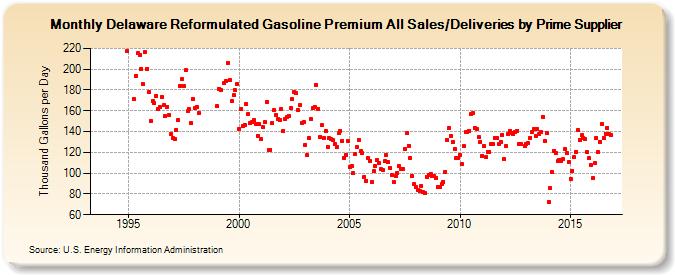 Monthly Delaware Reformulated Gasoline Premium All Sales/Deliveries by Prime Supplier
Thousand Gallons per Day
220
200
180
160
140
120
100
80
60
1995 2000 2005 2010 2015
Source: U.S. Energy Information Administration